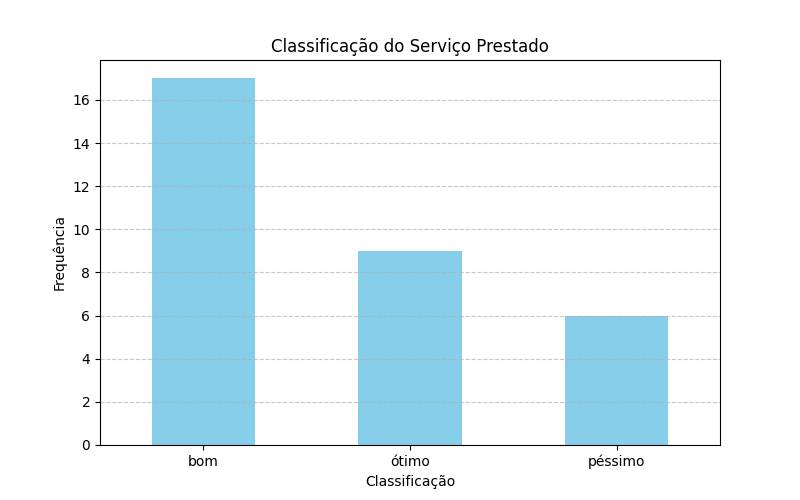 Classificação do Serviço Prestado
Frequência
16
14
12
10
8
6
4
2
0
bom ótimo péssimo
Classificação